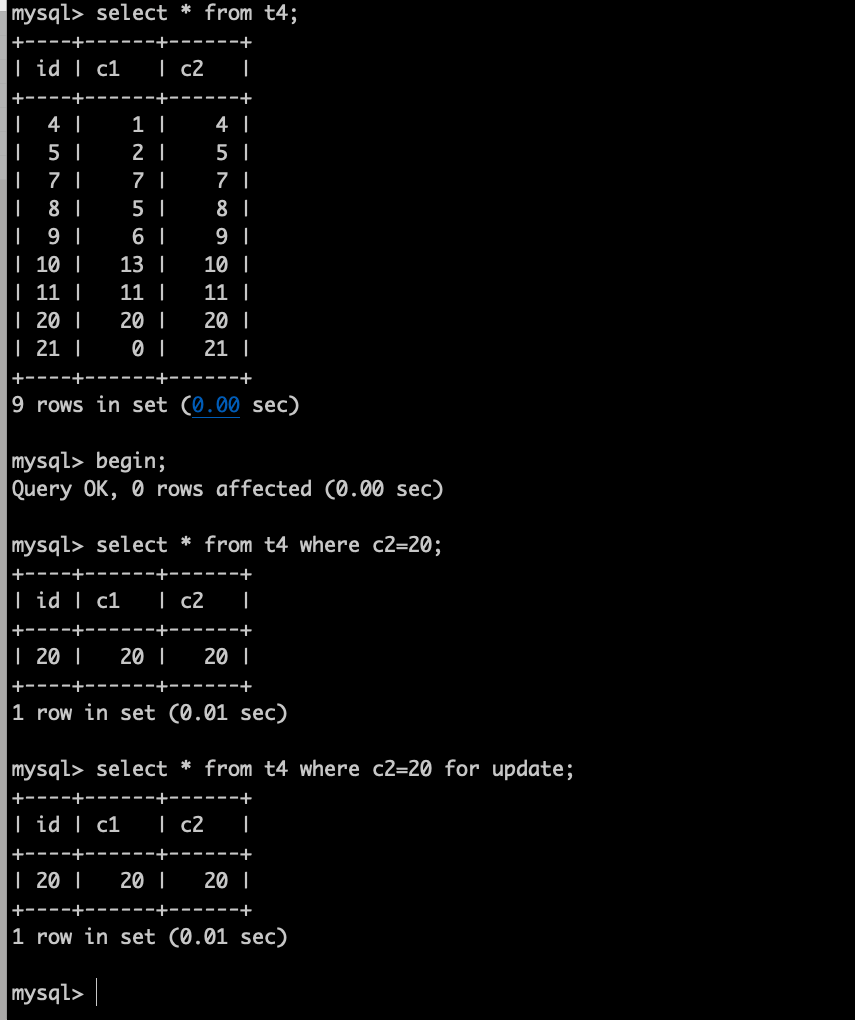 mysql> select * from t4;
+----+------+------+
| id | c1   | c2   |
+----+------+------+
|  4 |    1 |    4 |
|  5 |    2 |    5 |
|  7 |    7 |    7 |
|  8 |    5 |    8 |
|  9 |    6 |    9 |
| 10 |   13 |   10 |
| 11 |   11 |   11 |
| 20 |   20 |   20 |
| 21 |    0 |   21 |
+----+------+------+
9 rows in set (0.00 sec)

mysql> begin;
Query OK, 0 rows affected (0.00 sec)

mysql> select * from t4 where c2=20;
+----+------+------+
| id | c1   | c2   |
+----+------+------+
| 20 |   20 |   20 |
+----+------+------+
1 row in set (0.01 sec)

mysql> select * from t4 where c2=20 for update;
+----+------+------+
| id | c1   | c2   |
+----+------+------+
| 20 |   20 |   20 |
+----+------+------+
1 row in set (0.01 sec)

mysql>